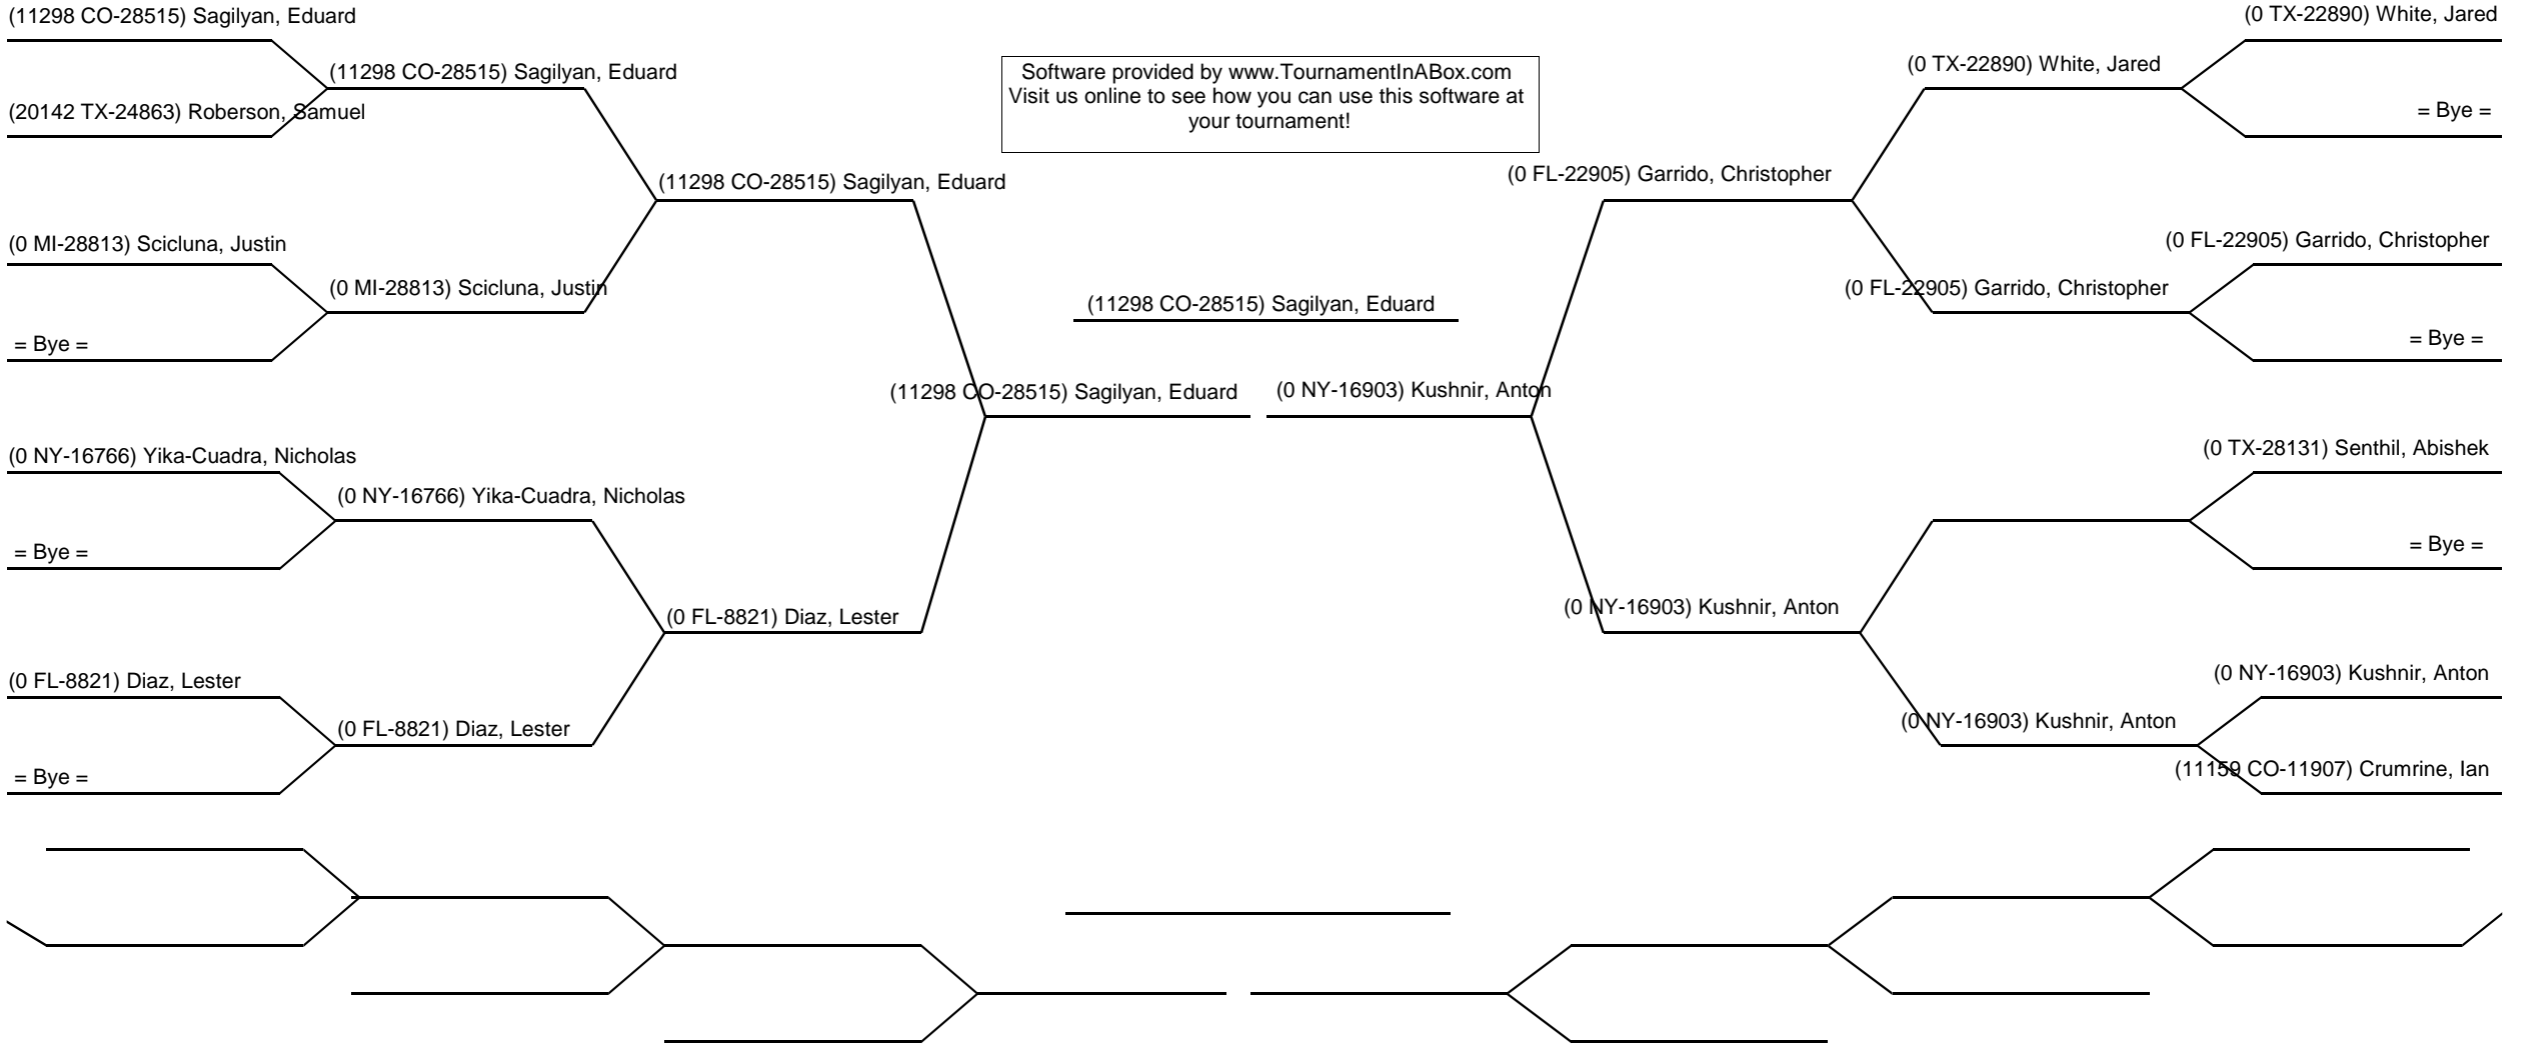 (11298 CO-28515) Sagilyan, Eduard
(11298 CO-28515) Sagilyan, Eduard
(20142 TX-24863) Roberson, Samuel
(11298 CO-28515) Sagilyan, Eduard
(0 MI-28813) Scicluna, Justin
(0 MI-28813) Scicluna, Justin
= Bye =
(0 NY-16766) Yika-Cuadra, Nicholas
(0 NY-16766) Yika-Cuadra, Nicholas
= Bye =
(0 FL-8821) Diaz, Lester
(0 FL-8821) Diaz, Lester
(0 FL-8821) Diaz, Lester
= Bye =
Software provided by www.TournamentInABox.com
Visit us online to see how you can use this software at
your tournament!
(11298 CO-28515) Sagilyan, Eduard
(11298 CO-28515) Sagilyan, Eduard
(0 NY-16903) Kushnir, Anton
(0 TX-22890) White, Jared
(0 TX-22890) White, Jared
= Bye =
(0 FL-22905) Garrido, Christopher
(0 FL-22905) Garrido, Christopher
(0 FL-22905) Garrido, Christopher
= Bye =
(0 TX-28131) Senthil, Abishek
= Bye =
(0 NY-16903) Kushnir, Anton
(0 NY-16903) Kushnir, Anton
(0 NY-16903) Kushnir, Anton
(11159 CO-11907) Crumrine, Ian